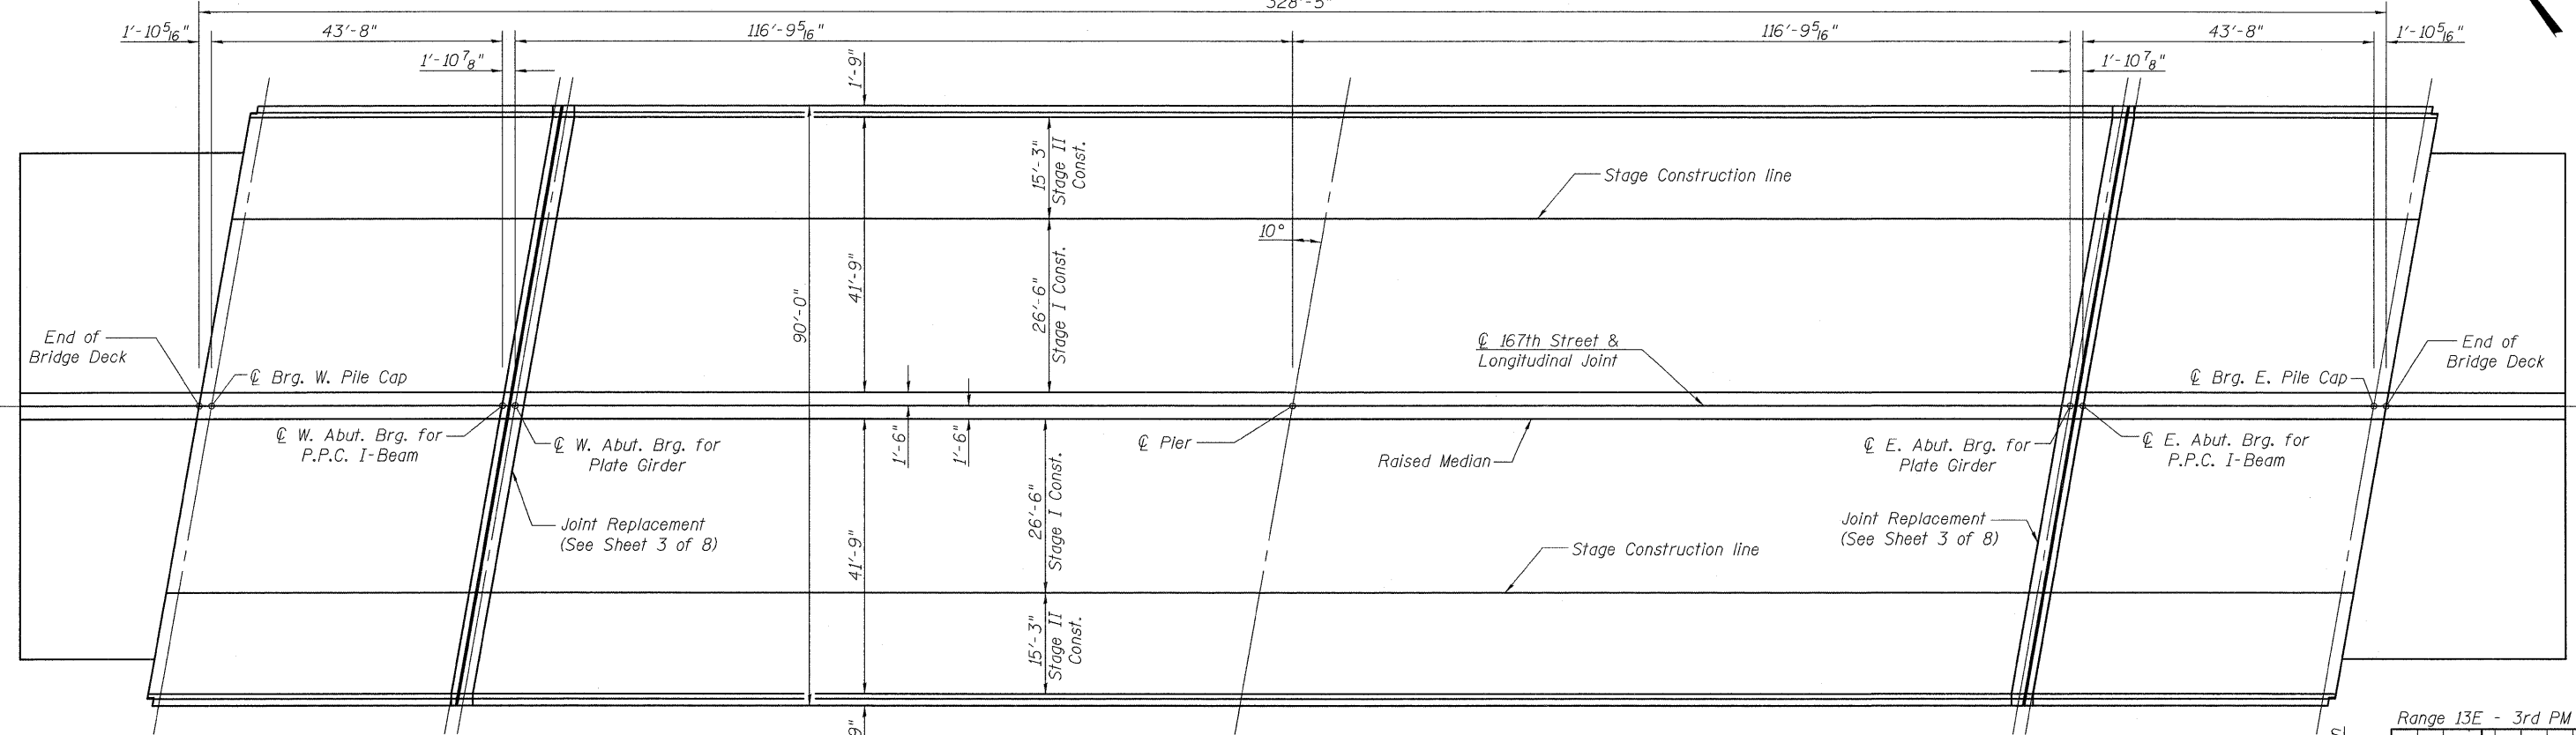 328'-5"
1'-10 5/16"
43'-8"
116'-9 5/16"
116'-9 5/16"
43'-8"
1'-10 5/16"
1'-10 7/8"
1'-9"
1'-10 7/8"
15'-3"
Stage II
Const.
Stage Construction line
10°
41'-9"
26'-6"
Stage I Const.
90'-0"
End of
Bridge Deck
℄ Brg. W. Pile Cap
℄ 167th Street &
Longitudinal Joint
End of
Bridge Deck
℄ Brg. E. Pile Cap
℄ W. Abut. Brg. for
P.P.C. I-Beam
℄ W. Abut. Brg. for
Plate Girder
1'-6"
1'-6"
℄ Pier
Raised Median
℄ E. Abut. Brg. for
Plate Girder
℄ E. Abut. Brg. for
P.P.C. I-Beam
Joint Replacement
(See Sheet 3 of 8)
41'-9"
26'-6"
Stage I Const.
Stage Construction line
Joint Replacement
(See Sheet 3 of 8)
15'-3"
Stage II
Const.
9"
Range 13E - 3rd PM